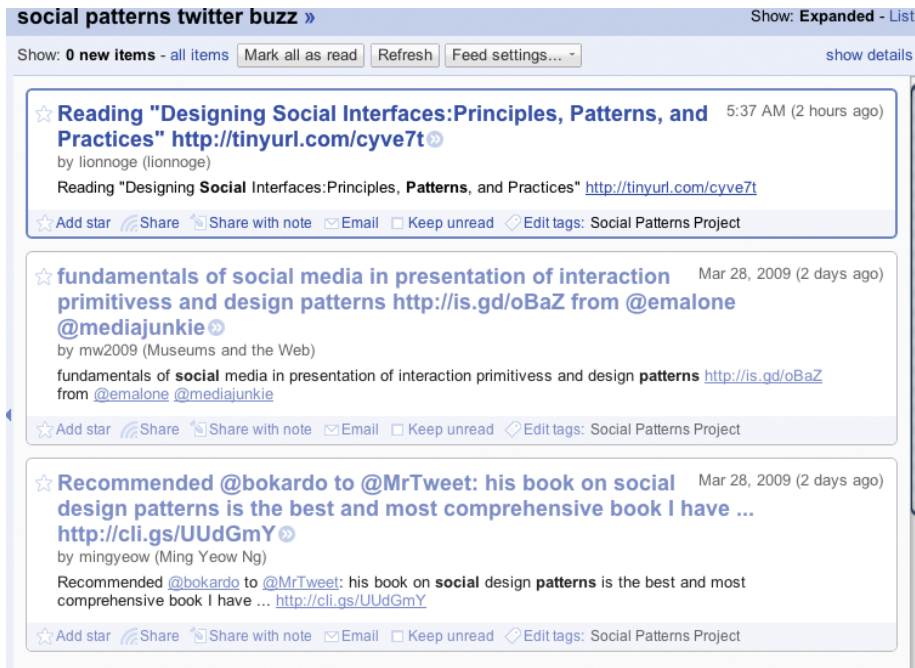 social patterns twitter buzz »
Show: Expanded - List
Show: 0 new items - all items Mark all as read Refresh Feed settings... show details
Reading "Designing Social Interfaces:Principles, Patterns, and 5:37 AM (2 hours ago)
Practices" http://tinyurl.com/cyve7t »
by lionnoge (lionnoge)
Reading "Designing Social Interfaces:Principles, Patterns, and Practices" http://tinyurl.com/cyve7t
Add star Share Share with note Email Keep unread Edit tags: Social Patterns Project
fundamentals of social media in presentation of interaction Mar 28, 2009 (2 days ago)
primitivess and design patterns http://is.gd/oBaZ from @emalone
@mediajunkie »
by mw2009 (Museums and the Web)
fundamentals of social media in presentation of interaction primitivess and design patterns http://is.gd/oBaZ
from @emalone @mediajunkie
Add star Share Share with note Email Keep unread Edit tags: Social Patterns Project
Recommended @bokardo to @MrTweet: his book on social Mar 28, 2009 (2 days ago)
design patterns is the best and most comprehensive book I have ...
http://cli.gs/UUdGmY »
by mingyeow (Ming Yeow Ng)
Recommended @bokardo to @MrTweet: his book on social design patterns is the best and most
comprehensive book I have ... http://cli.gs/UUdGmY
Add star Share Share with note Email Keep unread Edit tags: Social Patterns Project